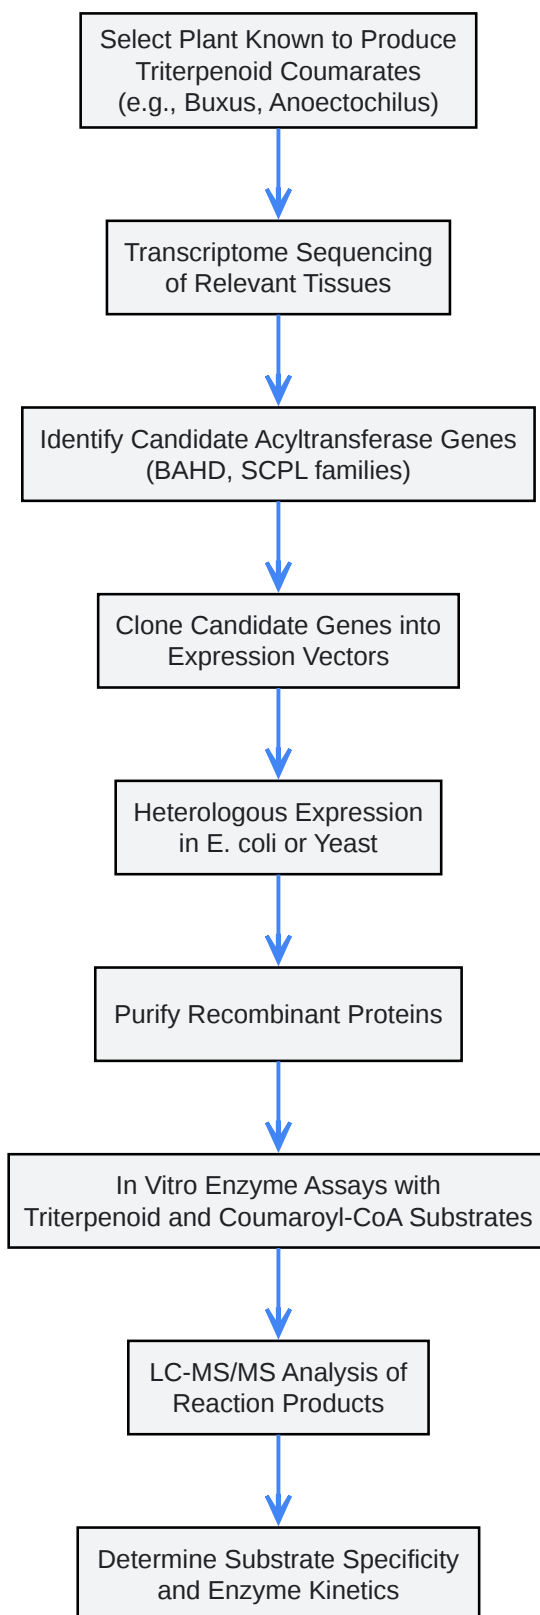 Select Plant Known to Produce
Triterpenoid Coumarates
(e.g., Buxus, Anoectochilus)
Transcriptome Sequencing
of Relevant Tissues
Identify Candidate Acyltransferase Genes
(BAHD, SCPL families)
Clone Candidate Genes into
Expression Vectors
Heterologous Expression
in E. coli or Yeast
Purify Recombinant Proteins
In Vitro Enzyme Assays with
Triterpenoid and Coumaroyl-CoA Substrates
LC-MS/MS Analysis of
Reaction Products
Determine Substrate Specificity
and Enzyme Kinetics